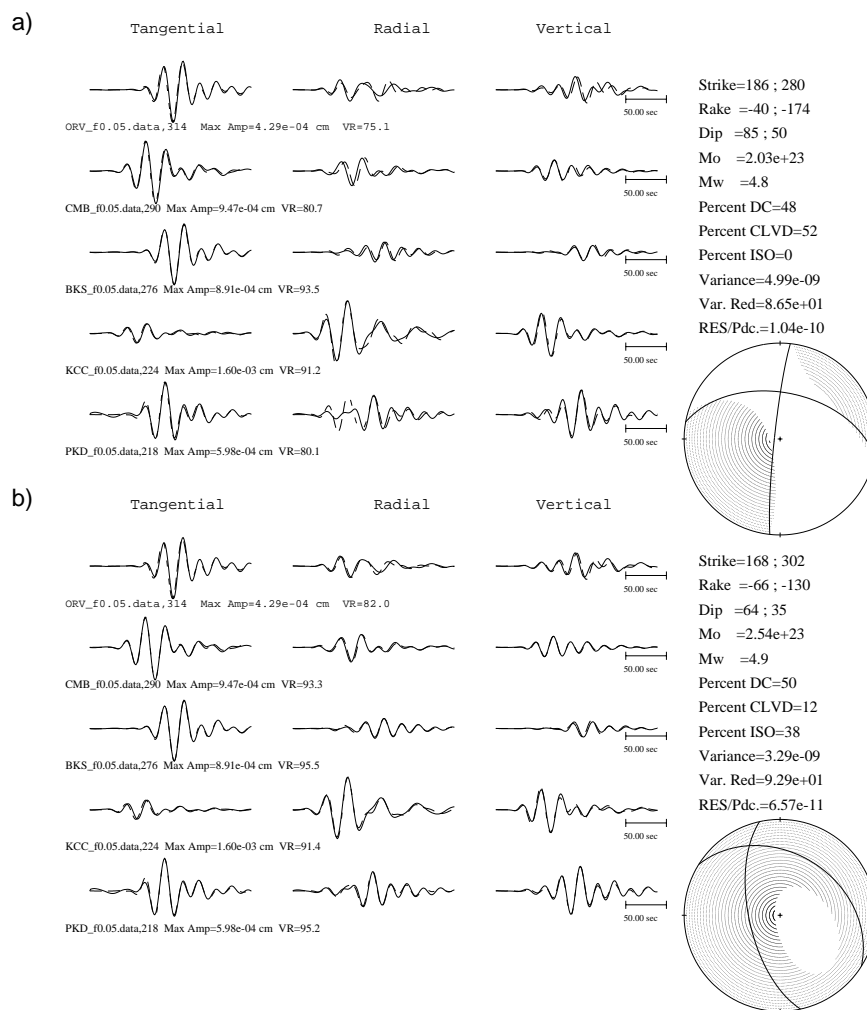 a)
Tangential Radial Vertical
50.00 sec
ORV_f0.05.data,314 Max Amp=4.29e-04 cm VR=75.1
50.00 sec
CMB_f0.05.data,290 Max Amp=9.47e-04 cm VR=80.7
50.00 sec
BKS_f0.05.data,276 Max Amp=8.91e-04 cm VR=93.5
50.00 sec
KCC_f0.05.data,224 Max Amp=1.60e-03 cm VR=91.2
50.00 sec
PKD_f0.05.data,218 Max Amp=5.98e-04 cm VR=80.1
Strike=186 ; 280
Rake =-40 ; -174
Dip =85 ; 50
Mo =2.03e+23
Mw =4.8
Percent DC=48
Percent CLVD=52
Percent ISO=0
Variance=4.99e-09
Var. Red=8.65e+01
RES/Pdc.=1.04e-10
b)
Tangential Radial Vertical
50.00 sec
ORV_f0.05.data,314 Max Amp=4.29e-04 cm VR=82.0
50.00 sec
CMB_f0.05.data,290 Max Amp=9.47e-04 cm VR=93.3
50.00 sec
BKS_f0.05.data,276 Max Amp=8.91e-04 cm VR=95.5
50.00 sec
KCC_f0.05.data,224 Max Amp=1.60e-03 cm VR=91.4
50.00 sec
PKD_f0.05.data,218 Max Amp=5.98e-04 cm VR=95.2
Strike=168 ; 302
Rake =-66 ; -130
Dip =64 ; 35
Mo =2.54e+23
Mw =4.9
Percent DC=50
Percent CLVD=12
Percent ISO=38
Variance=3.29e-09
Var. Red=9.29e+01
RES/Pdc.=6.57e-11